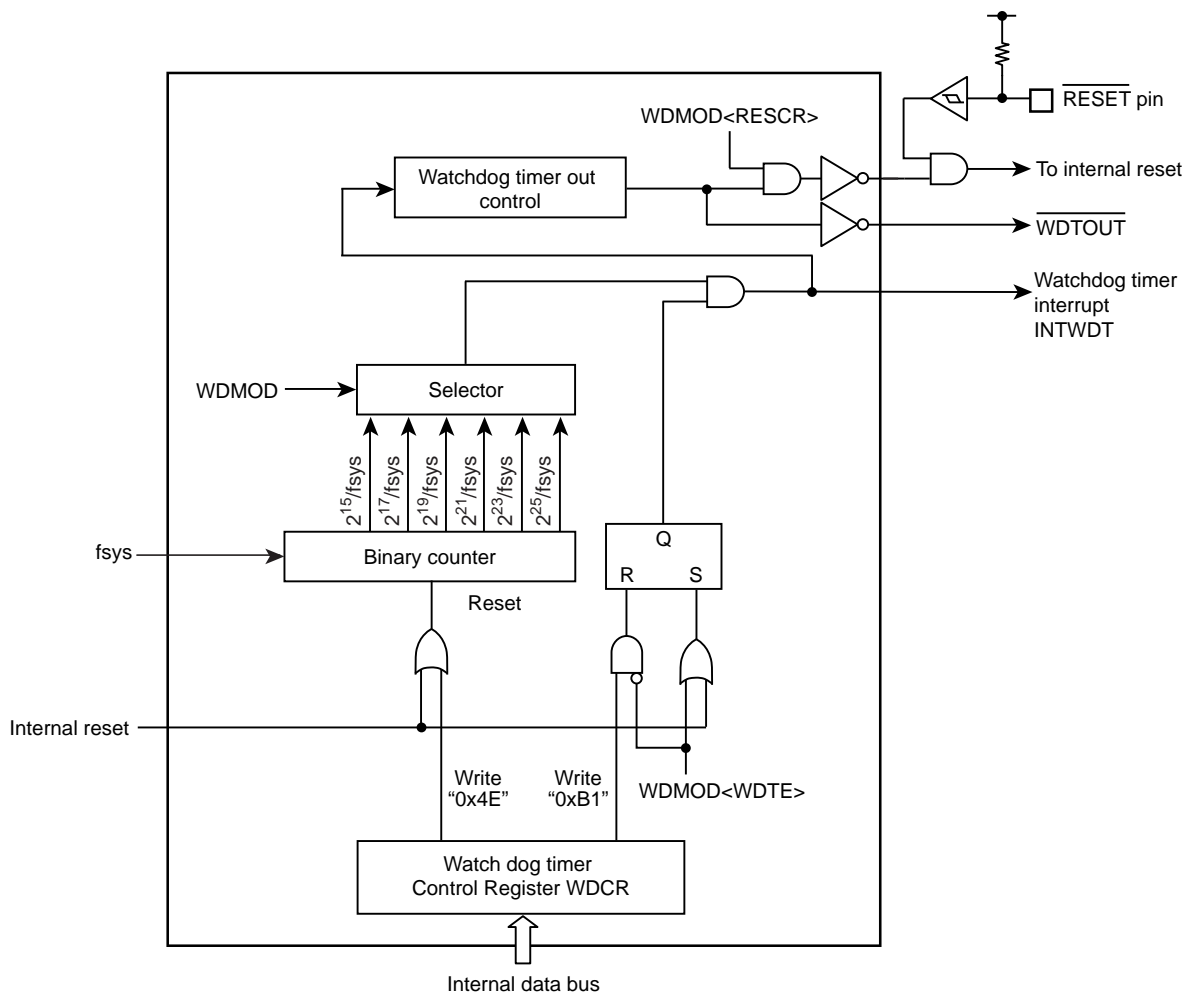 RESET pin
WDMOD<RESCR>
To internal reset
Watchdog timer out
control
WDTOUT
Watchdog timer
interrupt
INTWDT
WDMOD
Selector
2^15/fsys
2^17/fsys
2^19/fsys
2^21/fsys
2^23/fsys
2^25/fsys
fsys
Binary counter
Q
R S
Reset
Internal reset
Write
“0x4E”
Write
“0xB1”
WDMOD<WDTE>
Watch dog timer
Control Register WDCR
Internal data bus